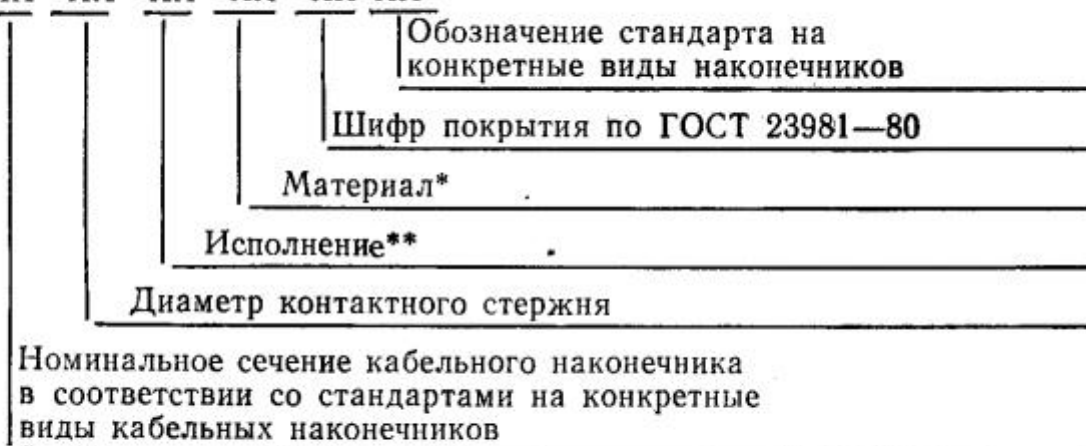 Обозначение стандарта на
конкретные виды наконечников
Шифр покрытия по ГОСТ 23981—80
Материал*
Исполнение**
Диаметр контактного стержня
Номинальное сечение кабельного наконечника
в соответствии со стандартами на конкретные
виды кабельных наконечников